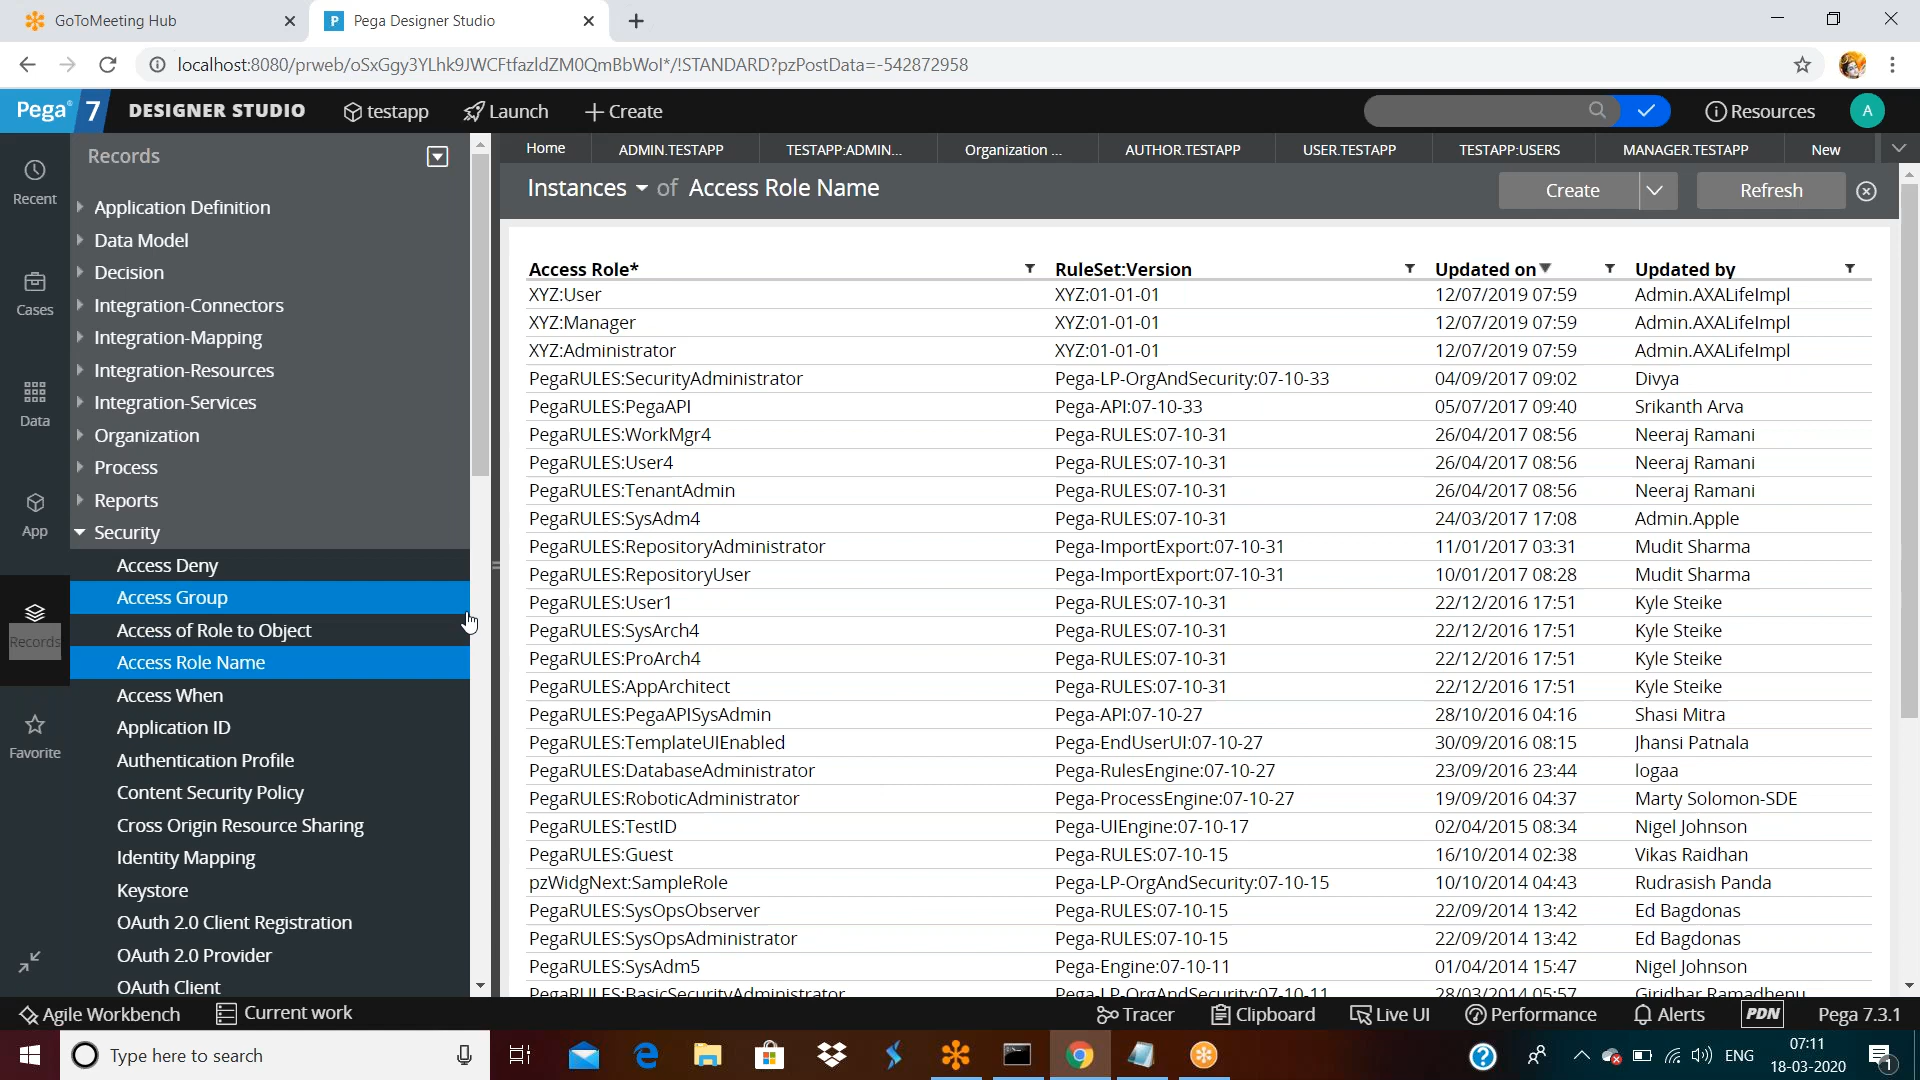 GoToMeeting Hub
Pega Designer Studio
localhost:8080/prweb/oSxGgy3YLhk9JWCFtfazIdZM0QmBbWoI*/!STANDARD?pzPostData=-542872958
Pega 7 DESIGNER STUDIO testapp Launch Create Resources A
Records
Recent
Cases
Data
App
Records
Favorite
Application Definition
Data Model
Decision
Integration-Connectors
Integration-Mapping
Integration-Resources
Integration-Services
Organization
Process
Reports
Security
Access Deny
Access Group
Access of Role to Object
Access Role Name
Access When
Application ID
Authentication Profile
Content Security Policy
Cross Origin Resource Sharing
Identity Mapping
Keystore
OAuth 2.0 Client Registration
OAuth 2.0 Provider
OAuth Client
Home ADMIN.TESTAPP TESTAPP:ADMIN... Organization ... AUTHOR.TESTAPP USER.TESTAPP TESTAPP:USERS MANAGER.TESTAPP New
Instances of Access Role Name Create Refresh
Access Role* RuleSet:Version Updated on Updated by
XYZ:User XYZ:01-01-01 12/07/2019 07:59 Admin.AXALifeImpl
XYZ:Manager XYZ:01-01-01 12/07/2019 07:59 Admin.AXALifeImpl
XYZ:Administrator XYZ:01-01-01 12/07/2019 07:59 Admin.AXALifeImpl
PegaRULES:SecurityAdministrator Pega-LP-OrgAndSecurity:07-10-33 04/09/2017 09:02 Divya
PegaRULES:PegaAPI Pega-API:07-10-33 05/07/2017 09:40 Srikanth Arva
PegaRULES:WorkMgr4 Pega-RULES:07-10-31 26/04/2017 08:56 Neeraj Ramani
PegaRULES:User4 Pega-RULES:07-10-31 26/04/2017 08:56 Neeraj Ramani
PegaRULES:TenantAdmin Pega-RULES:07-10-31 26/04/2017 08:56 Neeraj Ramani
PegaRULES:SysAdm4 Pega-RULES:07-10-31 24/03/2017 17:08 Admin.Apple
PegaRULES:RepositoryAdministrator Pega-ImportExport:07-10-31 11/01/2017 03:31 Mudit Sharma
PegaRULES:RepositoryUser Pega-ImportExport:07-10-31 10/01/2017 08:28 Mudit Sharma
PegaRULES:User1 Pega-RULES:07-10-31 22/12/2016 17:51 Kyle Steike
PegaRULES:SysArch4 Pega-RULES:07-10-31 22/12/2016 17:51 Kyle Steike
PegaRULES:ProArch4 Pega-RULES:07-10-31 22/12/2016 17:51 Kyle Steike
PegaRULES:AppArchitect Pega-RULES:07-10-31 22/12/2016 17:51 Kyle Steike
PegaRULES:PegaAPISysAdmin Pega-API:07-10-27 28/10/2016 04:16 Shasi Mitra
PegaRULES:TemplateUIEnabled Pega-EndUserUI:07-10-27 30/09/2016 08:15 Jhansi Patnala
PegaRULES:DatabaseAdministrator Pega-RulesEngine:07-10-27 23/09/2016 23:44 logaa
PegaRULES:RoboticAdministrator Pega-ProcessEngine:07-10-27 19/09/2016 04:37 Marty Solomon-SDE
PegaRULES:TestID Pega-UIEngine:07-10-17 02/04/2015 08:34 Nigel Johnson
PegaRULES:Guest Pega-RULES:07-10-15 16/10/2014 02:38 Vikas Raidhan
pzWidgNext:SampleRole Pega-LP-OrgAndSecurity:07-10-15 10/10/2014 04:43 Rudrasish Panda
PegaRULES:SysOpsObserver Pega-RULES:07-10-15 22/09/2014 13:42 Ed Bagdonas
PegaRULES:SysOpsAdministrator Pega-RULES:07-10-15 22/09/2014 13:42 Ed Bagdonas
PegaRULES:SysAdm5 Pega-Engine:07-10-11 01/04/2014 15:47 Nigel Johnson
PegaRULES:BasicSecurityAdministrator Pega-LP-OrgAndSecurity:07-10-11 28/03/2014 05:57 Giridhar Ramadhenu
Agile Workbench Current work Tracer Clipboard Live UI Performance Alerts PDN Pega 7.3.1
Type here to search ENG 07:11
18-03-2020 1